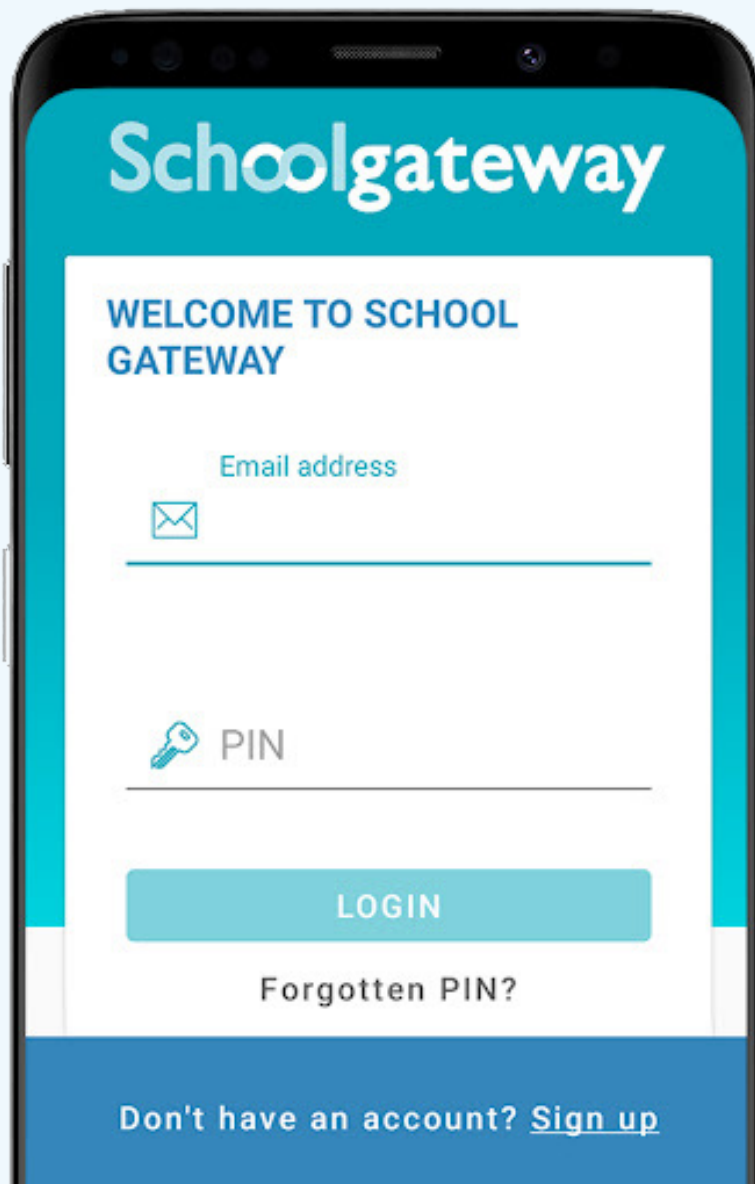 Schoolgateway
WELCOME TO SCHOOL
GATEWAY
Email address
PIN
LOGIN
Forgotten PIN?
Don't have an account? Sign up